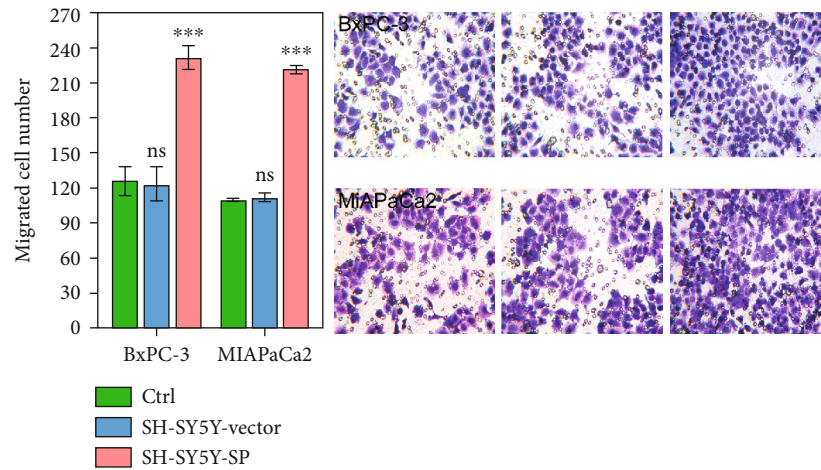 Migrated cell number
270
240
210
180
150
120
90
60
30
0
***
***
ns
ns
BxPC-3 MIAPaCa2
Ctrl
SH-SY5Y-vector
SH-SY5Y-SP
BxPC-3
MiAPaCa2